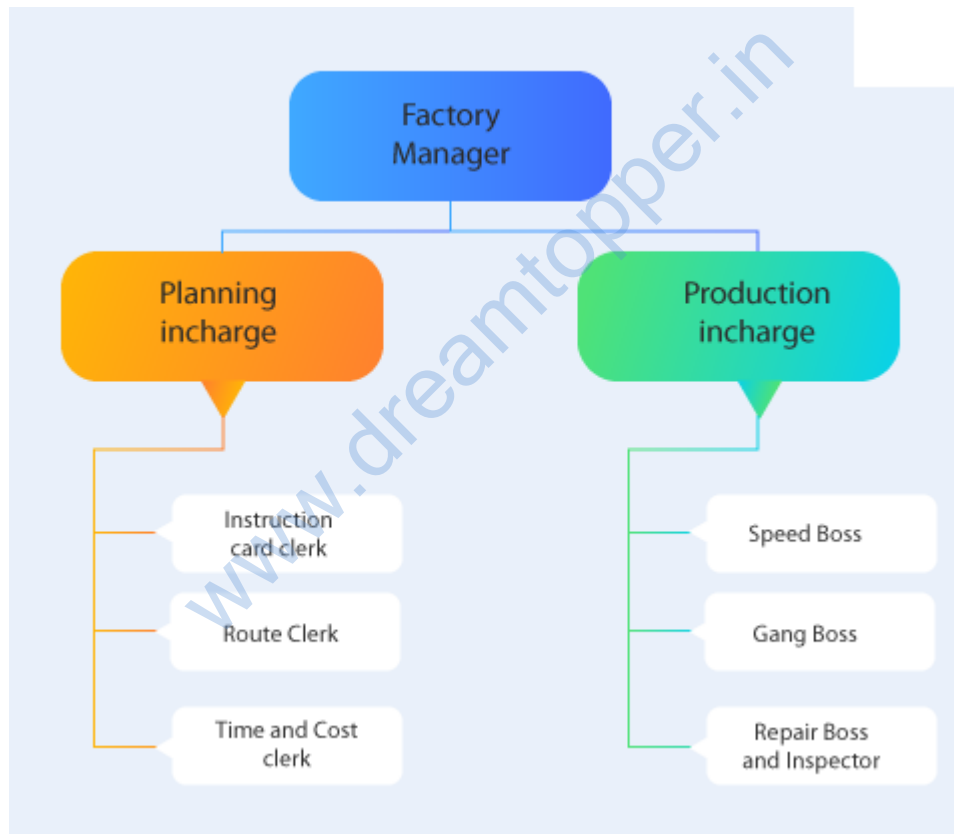 Factory
Manager
Planning
incharge
Production
incharge
Instruction
card clerk
Route Clerk
Time and Cost
clerk
Speed Boss
Gang Boss
Repair Boss
and Inspector
www.dreamtopper.in